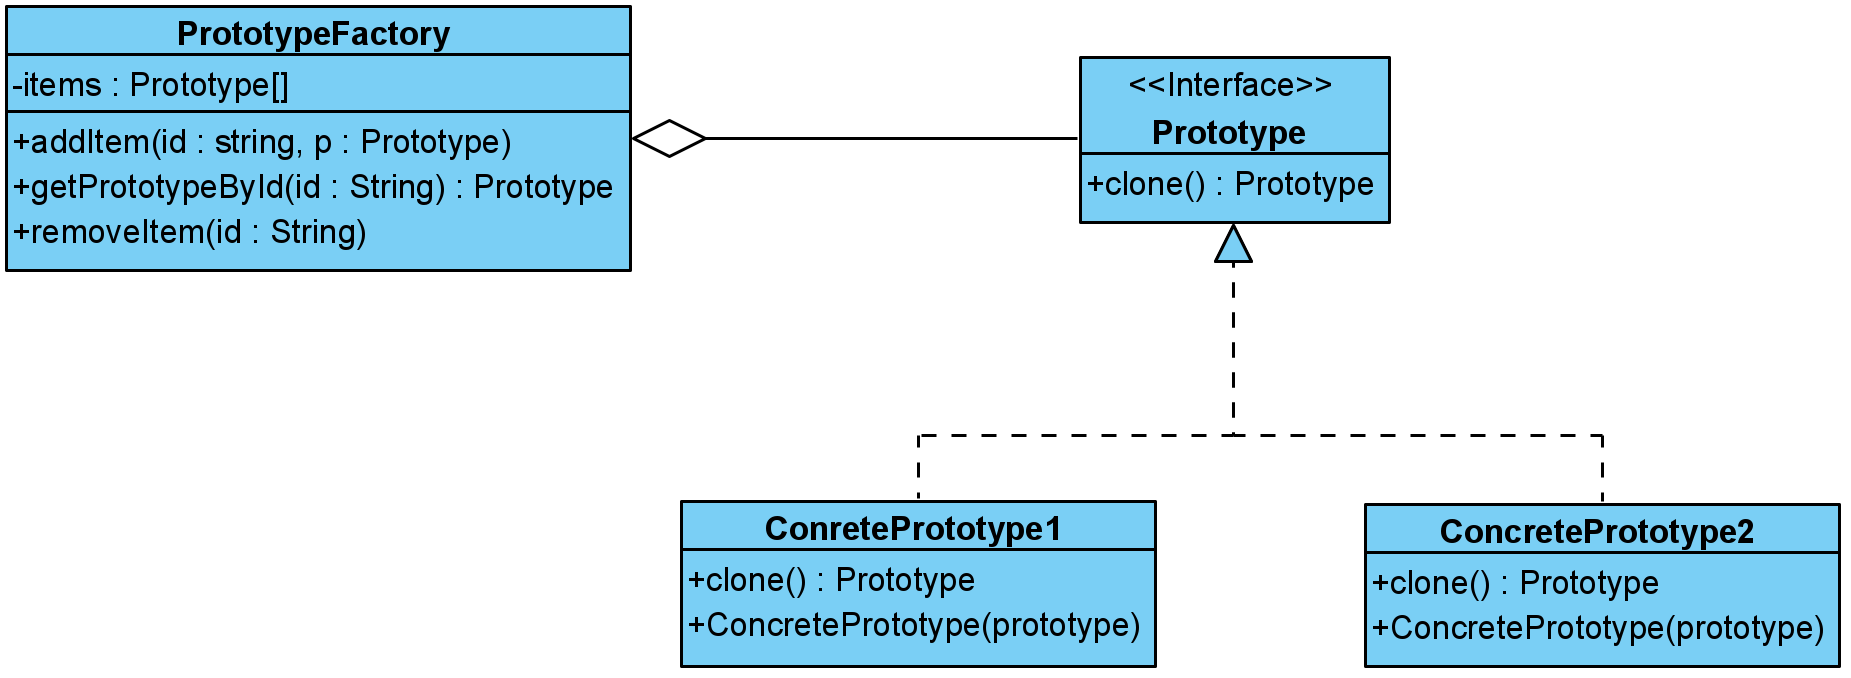 PrototypeFactory
-items : Prototype[]
+addItem(id : string, p : Prototype)
+getPrototypeById(id : String) : Prototype
+removeItem(id : String)
<<Interface>>
Prototype
+clone() : Prototype
ConretePrototype1
+clone() : Prototype
+ConcretePrototype(prototype)
ConcretePrototype2
+clone() : Prototype
+ConcretePrototype(prototype)